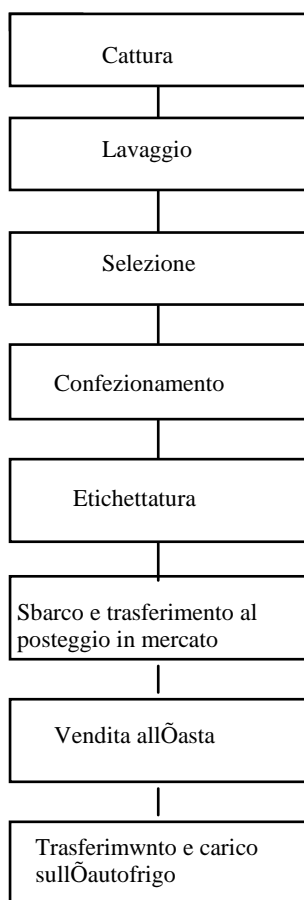 Cattura
Lavaggio
Selezione
Confezionamento
Etichettatura
Sbarco e trasferimento al
posteggio in mercato
Vendita allÕasta
Trasferimwnto e carico
sullÕautofrigo